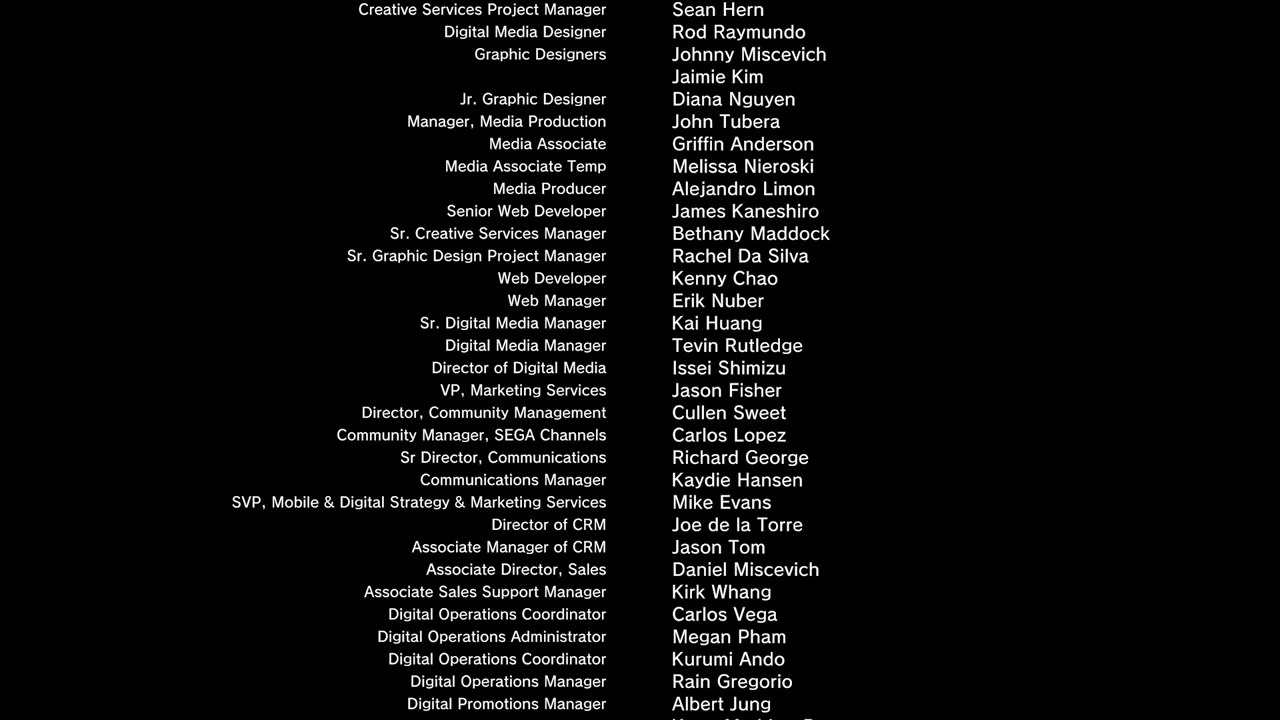 Creative Services Project Manager Sean Hern
Digital Media Designer Rod Raymundo
Graphic Designers Johnny Miscevich
Jaimie Kim
Jr. Graphic Designer Diana Nguyen
Manager, Media Production John Tubera
Media Associate Griffin Anderson
Media Associate Temp Melissa Nieroski
Media Producer Alejandro Limon
Senior Web Developer James Kaneshiro
Sr. Creative Services Manager Bethany Maddock
Sr. Graphic Design Project Manager Rachel Da Silva
Web Developer Kenny Chao
Web Manager Erik Nuber
Sr. Digital Media Manager Kai Huang
Digital Media Manager Tevin Rutledge
Director of Digital Media Issei Shimizu
VP, Marketing Services Jason Fisher
Director, Community Management Cullen Sweet
Community Manager, SEGA Channels Carlos Lopez
Sr Director, Communications Richard George
Communications Manager Kaydie Hansen
SVP, Mobile & Digital Strategy & Marketing Services Mike Evans
Director of CRM Joe de la Torre
Associate Manager of CRM Jason Tom
Associate Director, Sales Daniel Miscevich
Associate Sales Support Manager Kirk Whang
Digital Operations Coordinator Carlos Vega
Digital Operations Administrator Megan Pham
Digital Operations Coordinator Kurumi Ando
Digital Operations Manager Rain Gregorio
Digital Promotions Manager Albert Jung